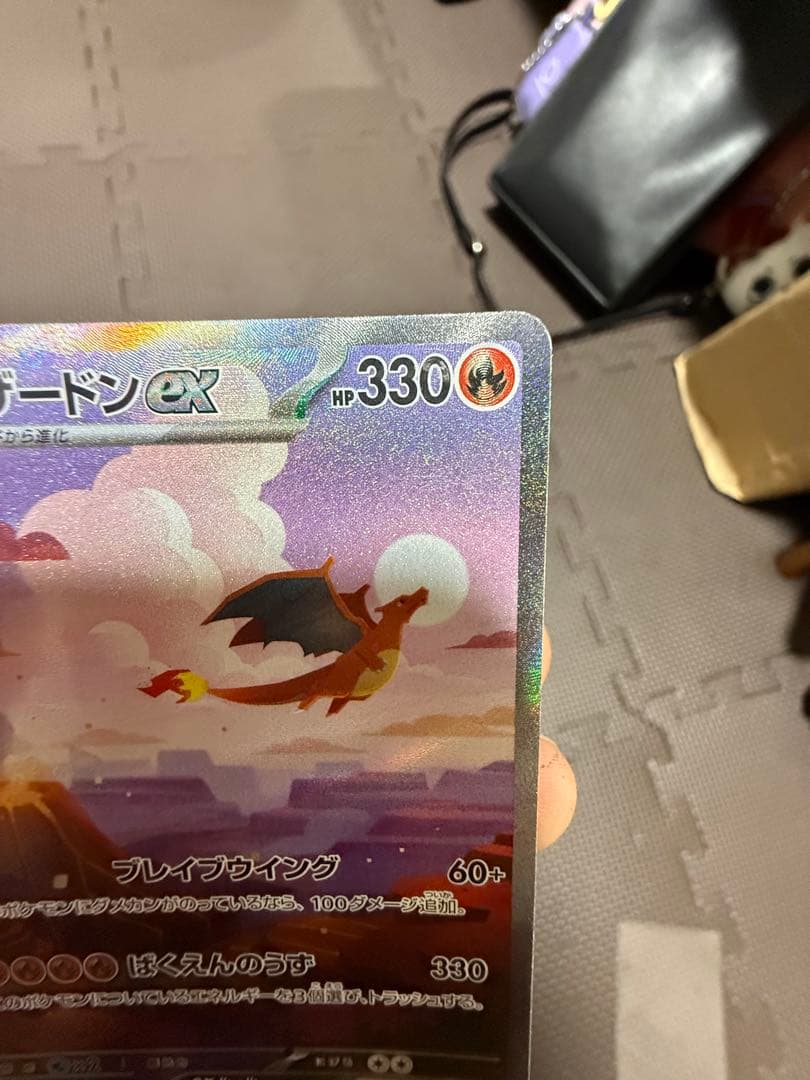 ザードンex HP330
から進化
ブレイブウイング 60+
ポケモンにダメカンがのっているなら、100ダメージ追加。
ばくえんのうず 330
のポケモンについているエネルギーを3個選び、トラッシュする。